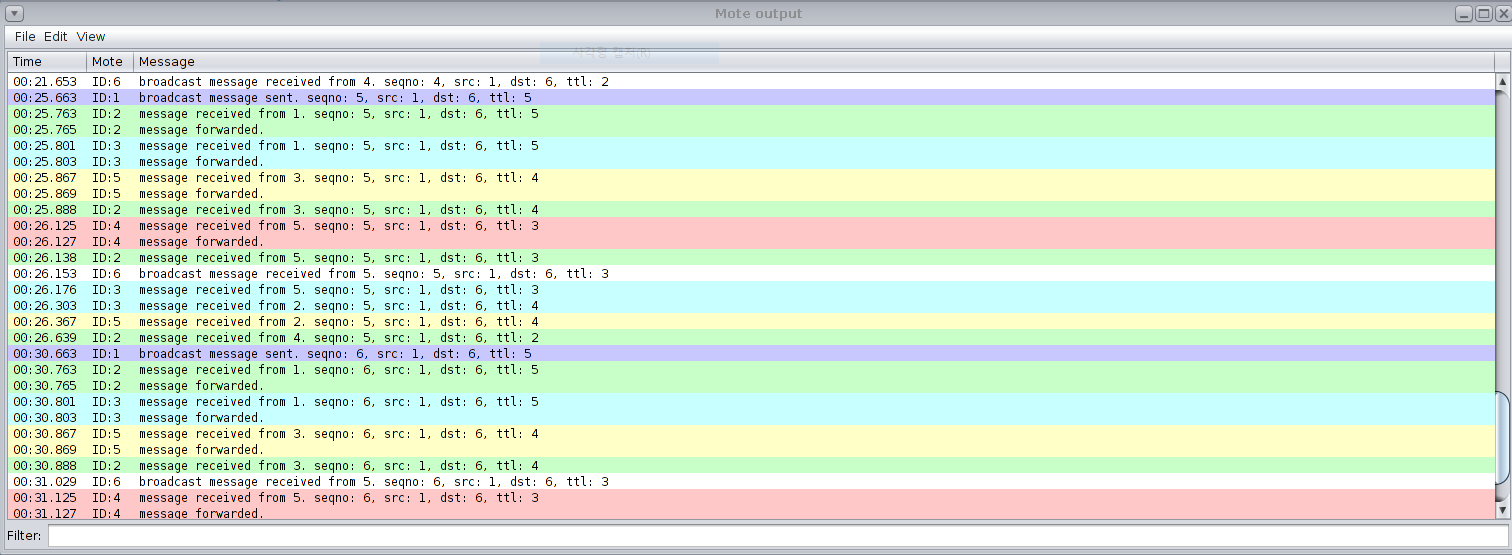 Mote output
File Edit View
사각형 캡처(R)
Time Mote Message
00:21.653 ID:6 broadcast message received from 4. seqno: 4, src: 1, dst: 6, ttl: 2
00:25.663 ID:1 broadcast message sent. seqno: 5, src: 1, dst: 6, ttl: 5
00:25.763 ID:2 message received from 1. seqno: 5, src: 1, dst: 6, ttl: 5
00:25.765 ID:2 message forwarded.
00:25.801 ID:3 message received from 1. seqno: 5, src: 1, dst: 6, ttl: 5
00:25.803 ID:3 message forwarded.
00:25.867 ID:5 message received from 3. seqno: 5, src: 1, dst: 6, ttl: 4
00:25.869 ID:5 message forwarded.
00:25.888 ID:2 message received from 3. seqno: 5, src: 1, dst: 6, ttl: 4
00:26.125 ID:4 message received from 5. seqno: 5, src: 1, dst: 6, ttl: 3
00:26.127 ID:4 message forwarded.
00:26.138 ID:2 message received from 5. seqno: 5, src: 1, dst: 6, ttl: 3
00:26.153 ID:6 broadcast message received from 5. seqno: 5, src: 1, dst: 6, ttl: 3
00:26.176 ID:3 message received from 5. seqno: 5, src: 1, dst: 6, ttl: 3
00:26.303 ID:3 message received from 2. seqno: 5, src: 1, dst: 6, ttl: 4
00:26.367 ID:5 message received from 2. seqno: 5, src: 1, dst: 6, ttl: 4
00:26.639 ID:2 message received from 4. seqno: 5, src: 1, dst: 6, ttl: 2
00:30.663 ID:1 broadcast message sent. seqno: 6, src: 1, dst: 6, ttl: 5
00:30.763 ID:2 message received from 1. seqno: 6, src: 1, dst: 6, ttl: 5
00:30.765 ID:2 message forwarded.
00:30.801 ID:3 message received from 1. seqno: 6, src: 1, dst: 6, ttl: 5
00:30.803 ID:3 message forwarded.
00:30.867 ID:5 message received from 3. seqno: 6, src: 1, dst: 6, ttl: 4
00:30.869 ID:5 message forwarded.
00:30.888 ID:2 message received from 3. seqno: 6, src: 1, dst: 6, ttl: 4
00:31.029 ID:6 broadcast message received from 5. seqno: 6, src: 1, dst: 6, ttl: 3
00:31.125 ID:4 message received from 5. seqno: 6, src: 1, dst: 6, ttl: 3
00:31.127 ID:4 message forwarded.
Filter: